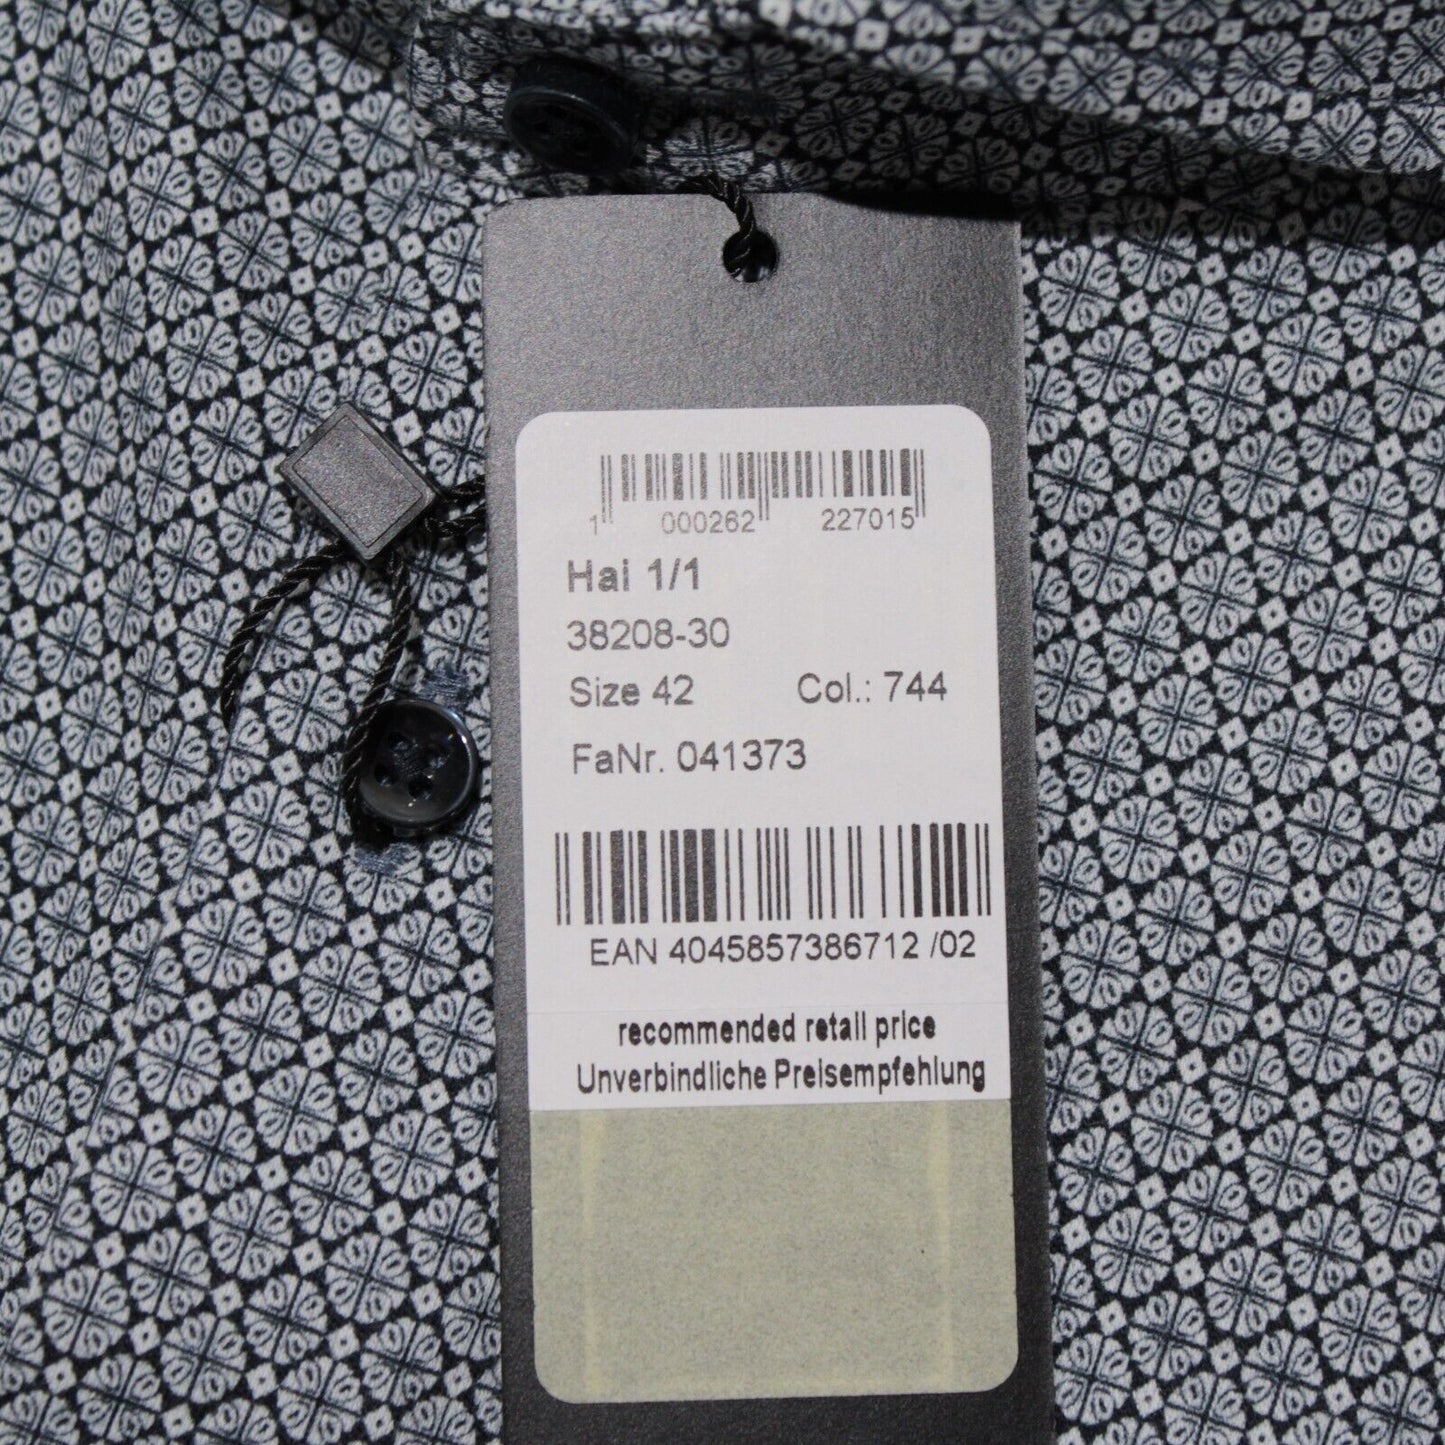 1 000262 227015
Hai 1/1
38208-30
Size 42 Col.: 744
FaNr. 041373
EAN 4045857386712 /02
recommended retail price
Unverbindliche Preisempfehlung